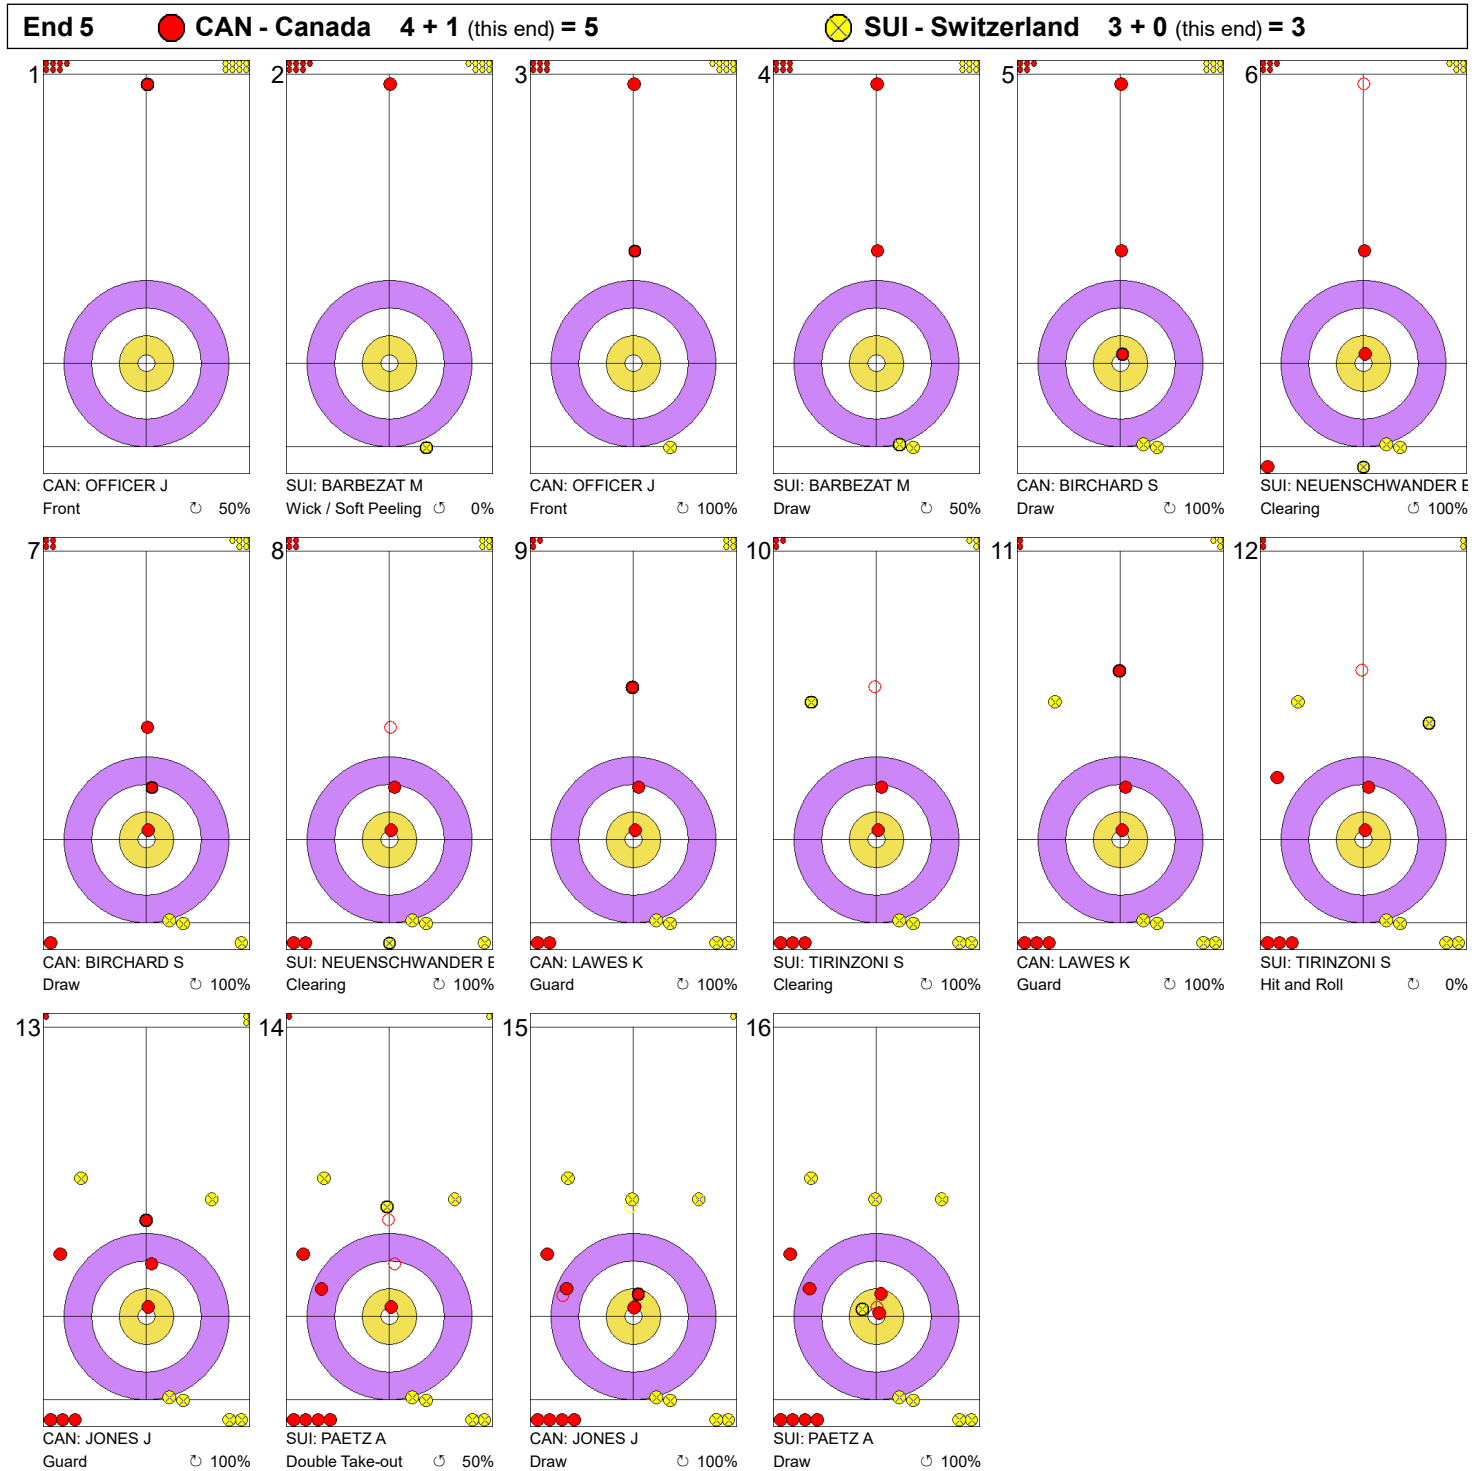 End 5 CAN - Canada 4 + 1 (this end) = 5 SUI - Switzerland 3 + 0 (this end) = 3
1
CAN: OFFICER J
Front ↻ 50%
2
SUI: BARBEZAT M
Wick / Soft Peeling ↺ 0%
3
CAN: OFFICER J
Front ↻ 100%
4
SUI: BARBEZAT M
Draw ↻ 50%
5
CAN: BIRCHARD S
Draw ↻ 100%
6
SUI: NEUENSCHWANDER E
Clearing ↻ 100%
7
CAN: BIRCHARD S
Draw ↻ 100%
8
SUI: NEUENSCHWANDER E
Clearing ↻ 100%
9
CAN: LAWES K
Guard ↻ 100%
10
SUI: TIRINZONI S
Clearing ↻ 100%
11
CAN: LAWES K
Guard ↻ 100%
12
SUI: TIRINZONI S
Hit and Roll ↻ 0%
13
CAN: JONES J
Guard ↻ 100%
14
SUI: PAETZ A
Double Take-out ↺ 50%
15
CAN: JONES J
Draw ↻ 100%
16
SUI: PAETZ A
Draw ↻ 100%